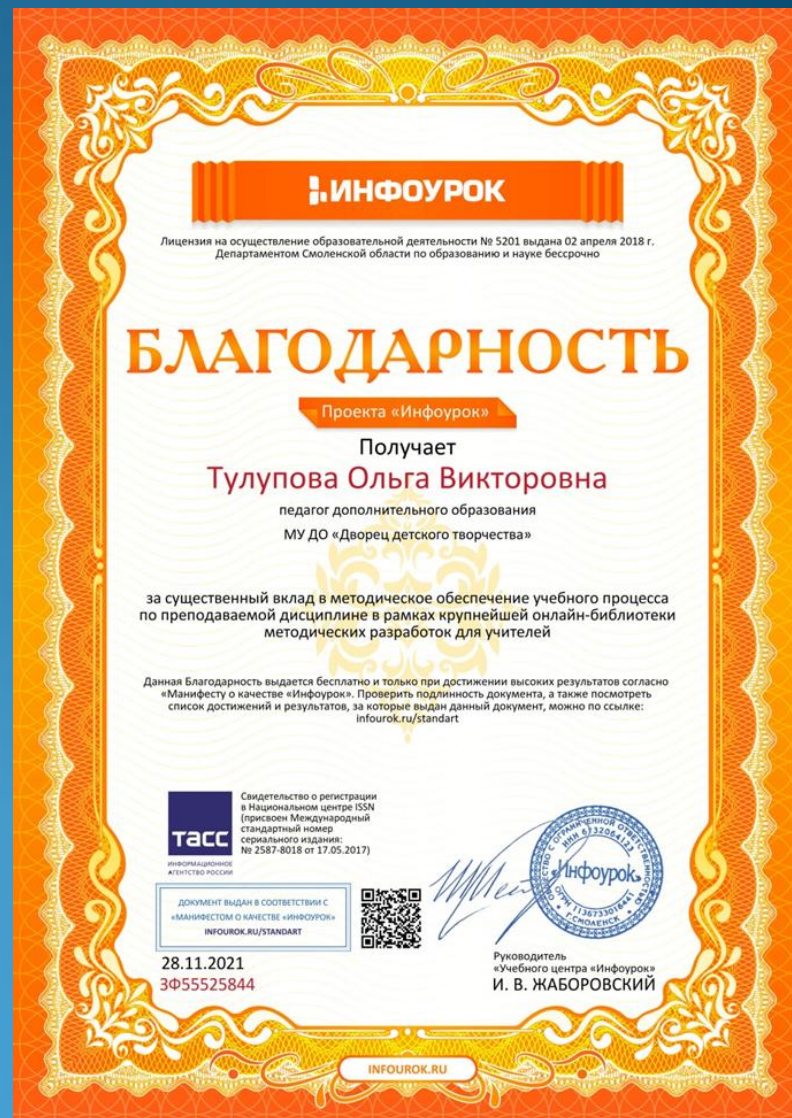 ИНФОУРОК
Лицензия на осуществление образовательной деятельности № 5201 выдана 02 апреля 2018 г.
Департаментом Смоленской области по образованию и науке бессрочно
БЛАГОДАРНОСТЬ
Проекта «Инфоурок»
Получает
Тулупова Ольга Викторовна
педагог дополнительного образования
МУ ДО «Дворец детского творчества»
за существенный вклад в методическое обеспечение учебного процесса
по преподаваемой дисциплине в рамках крупнейшей онлайн-библиотеки
методических разработок для учителей
Данная Благодарность выдается бесплатно и только при достижении высоких результатов согласно
«Манифесту о качестве «Инфоурок». Проверить подлинность документа, а также посмотреть
список достижений и результатов, за которые выдан данный документ, можно по ссылке:
infourok.ru/standart
Свидетельство о регистрации
в Национальном центре ISSN
(присвоен Международный
стандартный номер
сериального издания:
№ 2587-8018 от 17.05.2017)
ТАСС
ИНФОРМАЦИОННОЕ
АГЕНТСТВО РОССИИ
ДОКУМЕНТ ВЫДАН В СООТВЕТСТВИИ С
«МАНИФЕСТОМ О КАЧЕСТВЕ «ИНФОУРОК»
INFOUROK.RU/STANDART
28.11.2021
ЗФ55525844
ОБЩЕСТВО С ОГРАНИЧЕННОЙ ОТВЕТСТВЕННОСТЬЮ
«Инфоурок»
Г.СМОЛЕНСК
Руководитель
«Учебного центра «Инфоурок»
И. В. ЖАБОРОВСКИЙ
INFOUROK.RU